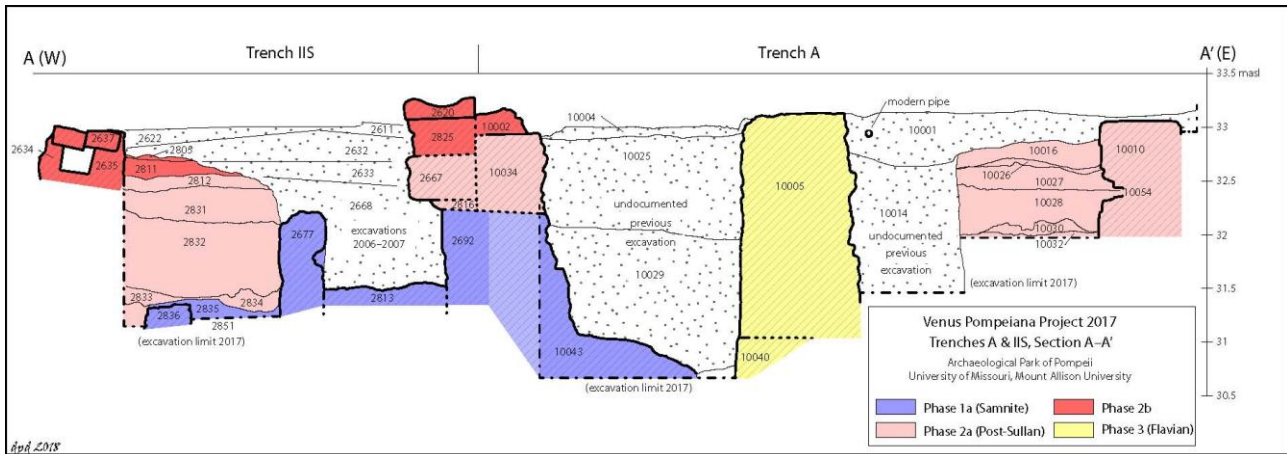 Trench IIS
Trench A
A (W)
A' (E)
33.5 masl
modern pipe
2620
2611
10004
33
2637
2622
2825
10002
10001
2634
2805
2632
10025
10016
10010
2635
2811
2633
2667
10034
10026
10027
32.5
2812
10005
10054
2668
2816
10028
2831
undocumented
10014
2677
excavations
2692
previous
undocumented
10030
32
2832
2006–2007
excavation
previous
10032
excavation
10029
(excavation limit 2017)
2833
2834
2813
31.5
2836
2835
2851
(excavation limit 2017)
10043
10040
31
(excavation limit 2017)
30.5
Venus Pompeiana Project 2017
Trenches A & IIS, Section A–A'
Archaeological Park of Pompeii
University of Missouri, Mount Allison University
Phase 1a (Samnite)
Phase 2b
Phase 2a (Post-Sullan)
Phase 3 (Flavian)
dpd 2018